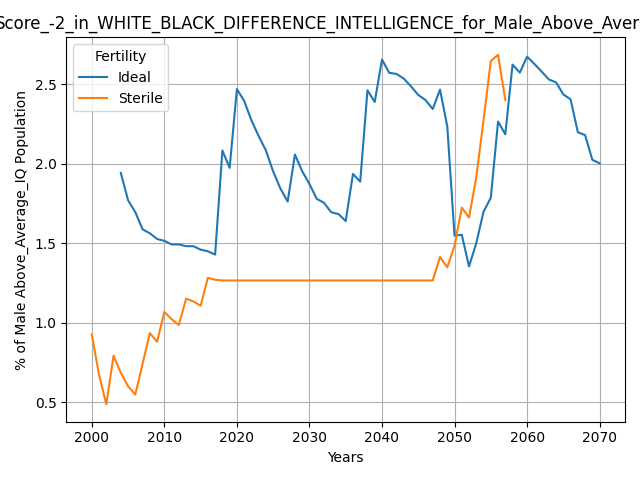 Score_-2_in_WHITE_BLACK_DIFFERENCE_INTELLIGENCE_for_Male_Above_Aver
Fertility
Ideal
Sterile
% of Male Above_Average_IQ Population
2.5
2.0
1.5
1.0
0.5
2000 2010 2020 2030 2040 2050 2060 2070
Years